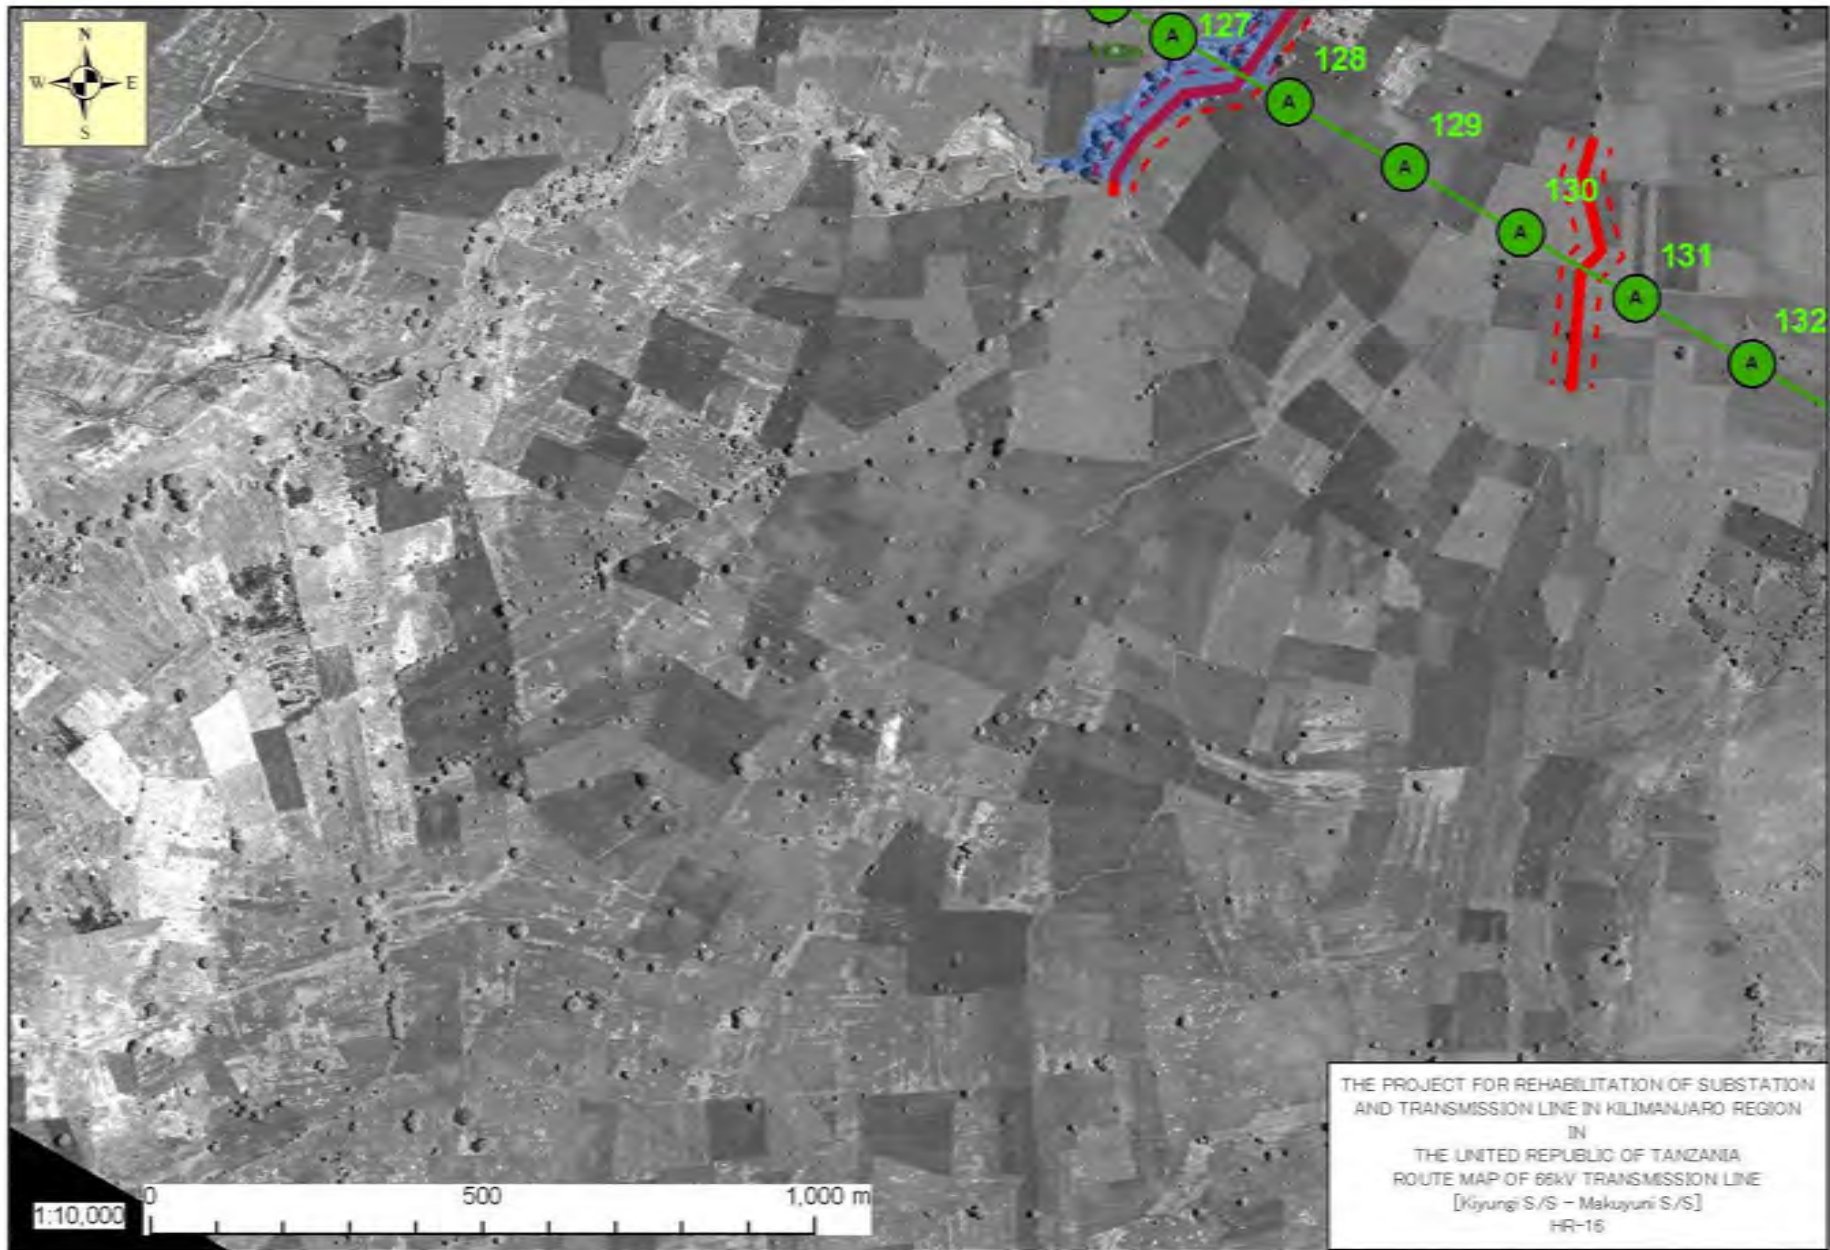 N
W E
S
A 127
A 128
A 129
A 130
A 131
A 132
THE PROJECT FOR REHABILITATION OF SUBSTATION
AND TRANSMISSION LINE IN KILIMANJARO REGION
IN
THE UNITED REPUBLIC OF TANZANIA
ROUTE MAP OF 66kV TRANSMISSION LINE
[Kiyungi S/S - Makuyuni S/S]
HR-16
0 500 1,000 m
1:10,000